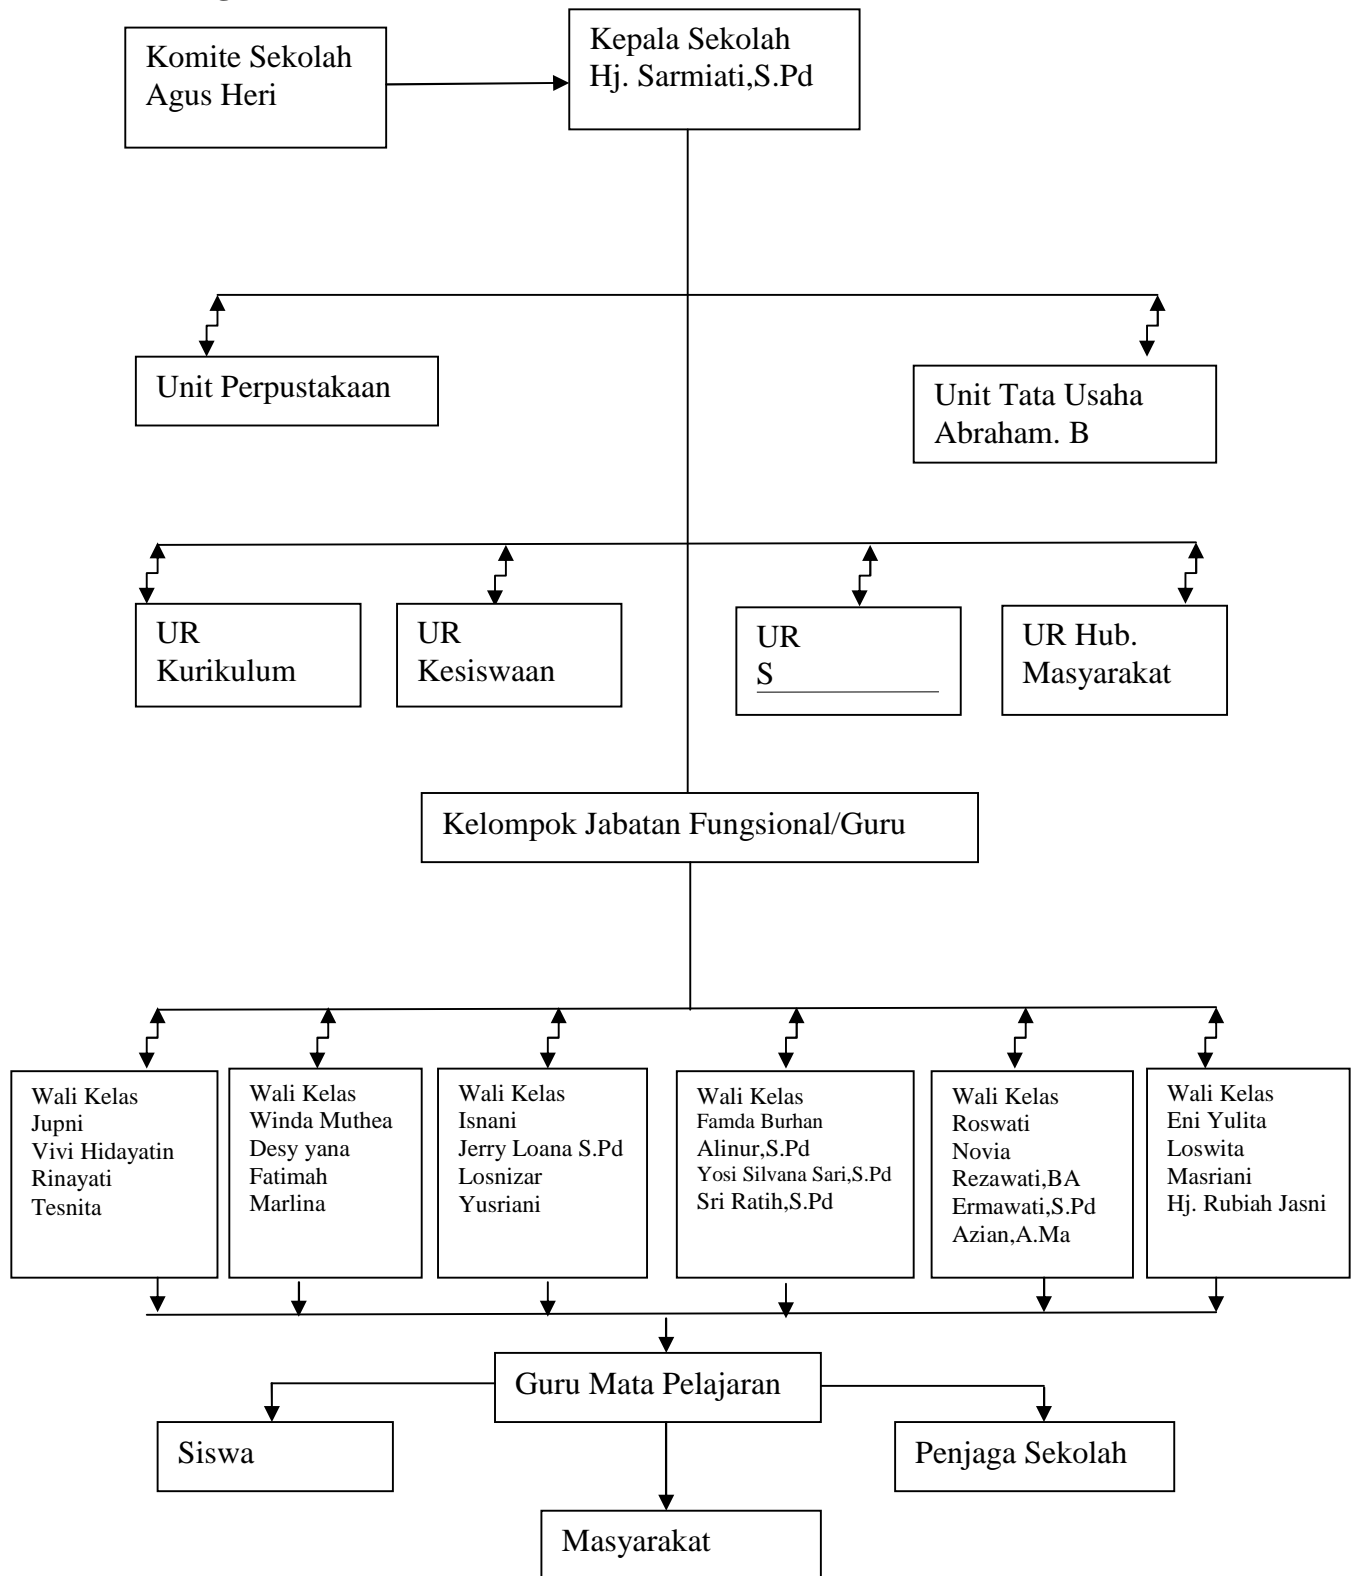 Komite Sekolah
Agus Heri
Kepala Sekolah
Hj. Sarmiati,S.Pd
Unit Perpustakaan
Unit Tata Usaha
Abraham. B
UR
Kurikulum
UR
Kesiswaan
UR
S
UR Hub.
Masyarakat
Kelompok Jabatan Fungsional/Guru
Wali Kelas
Jupni
Vivi Hidayatin
Rinayati
Tesnita
Wali Kelas
Winda Muthea
Desy yana
Fatimah
Marlina
Wali Kelas
Isnani
Jerry Loana S.Pd
Losnizar
Yusriani
Wali Kelas
Famda Burhan
Alinur,S.Pd
Yosi Silvana Sari,S.Pd
Sri Ratih,S.Pd
Wali Kelas
Roswati
Novia
Rezawati,BA
Ermawati,S.Pd
Azian,A.Ma
Wali Kelas
Eni Yulita
Loswita
Masriani
Hj. Rubiah Jasni
Guru Mata Pelajaran
Siswa
Penjaga Sekolah
Masyarakat